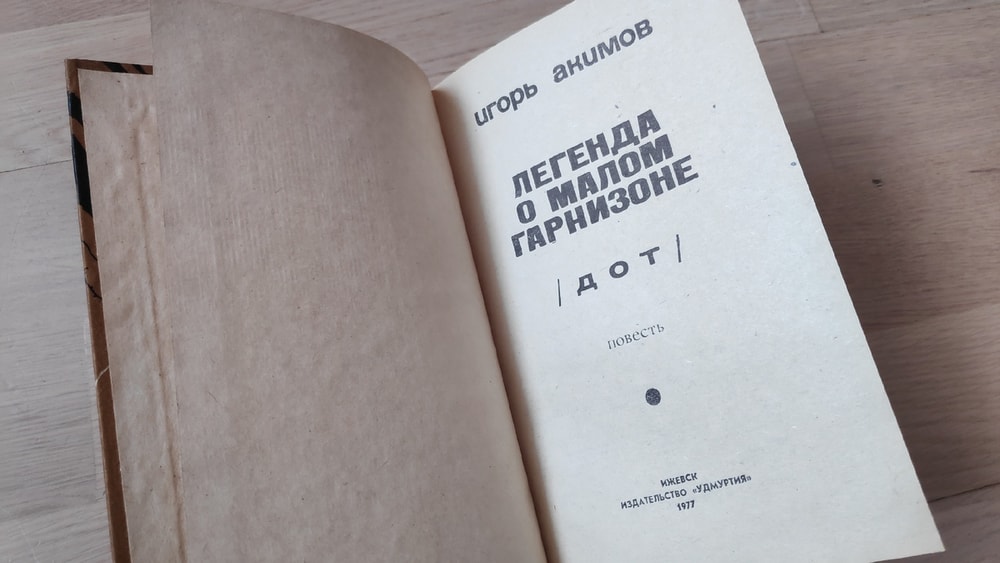 игорь акимов
ЛЕГЕНДА
О МАЛОМ
ГАРНИЗОНЕ
/ДОТ/
повесть
ИЖЕВСК
ИЗДАТЕЛЬСТВО «УДМУРТИЯ»
1977